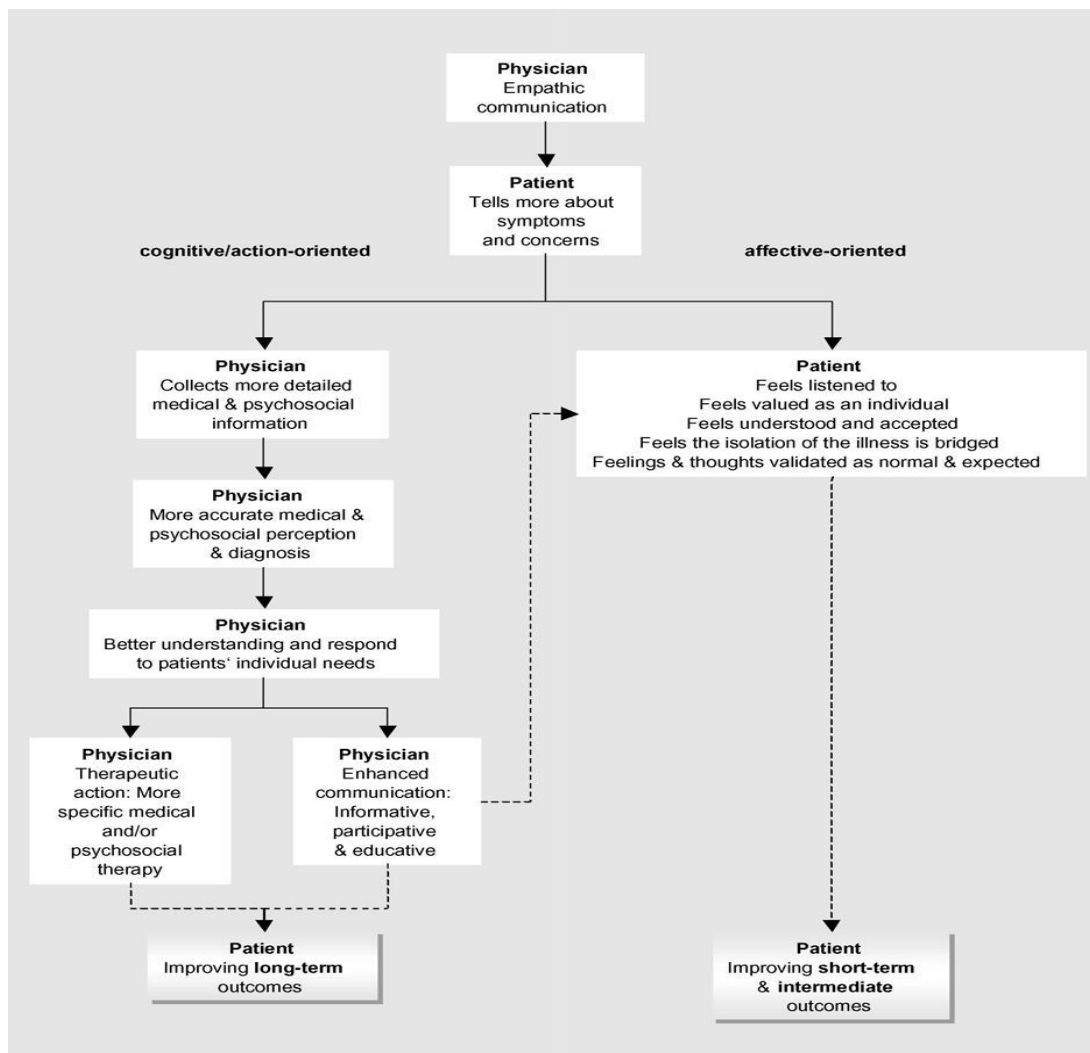 Physician
Empathic
communication
Patient
Tells more about
symptoms
and concerns
cognitive/action-oriented
affective-oriented
Physician
Collects more detailed
medical & psychosocial
information
Patient
Feels listened to
Feels valued as an individual
Feels understood and accepted
Feels the isolation of the illness is bridged
Feelings & thoughts validated as normal & expected
Physician
More accurate medical &
psychosocial perception
& diagnosis
Physician
Better understanding and respond
to patients‘ individual needs
Physician
Therapeutic
action: More
specific medical
and/or
psychosocial
therapy
Physician
Enhanced
communication:
Informative,
participative
& educative
Patient
Improving long-term
outcomes
Patient
Improving short-term
& intermediate
outcomes